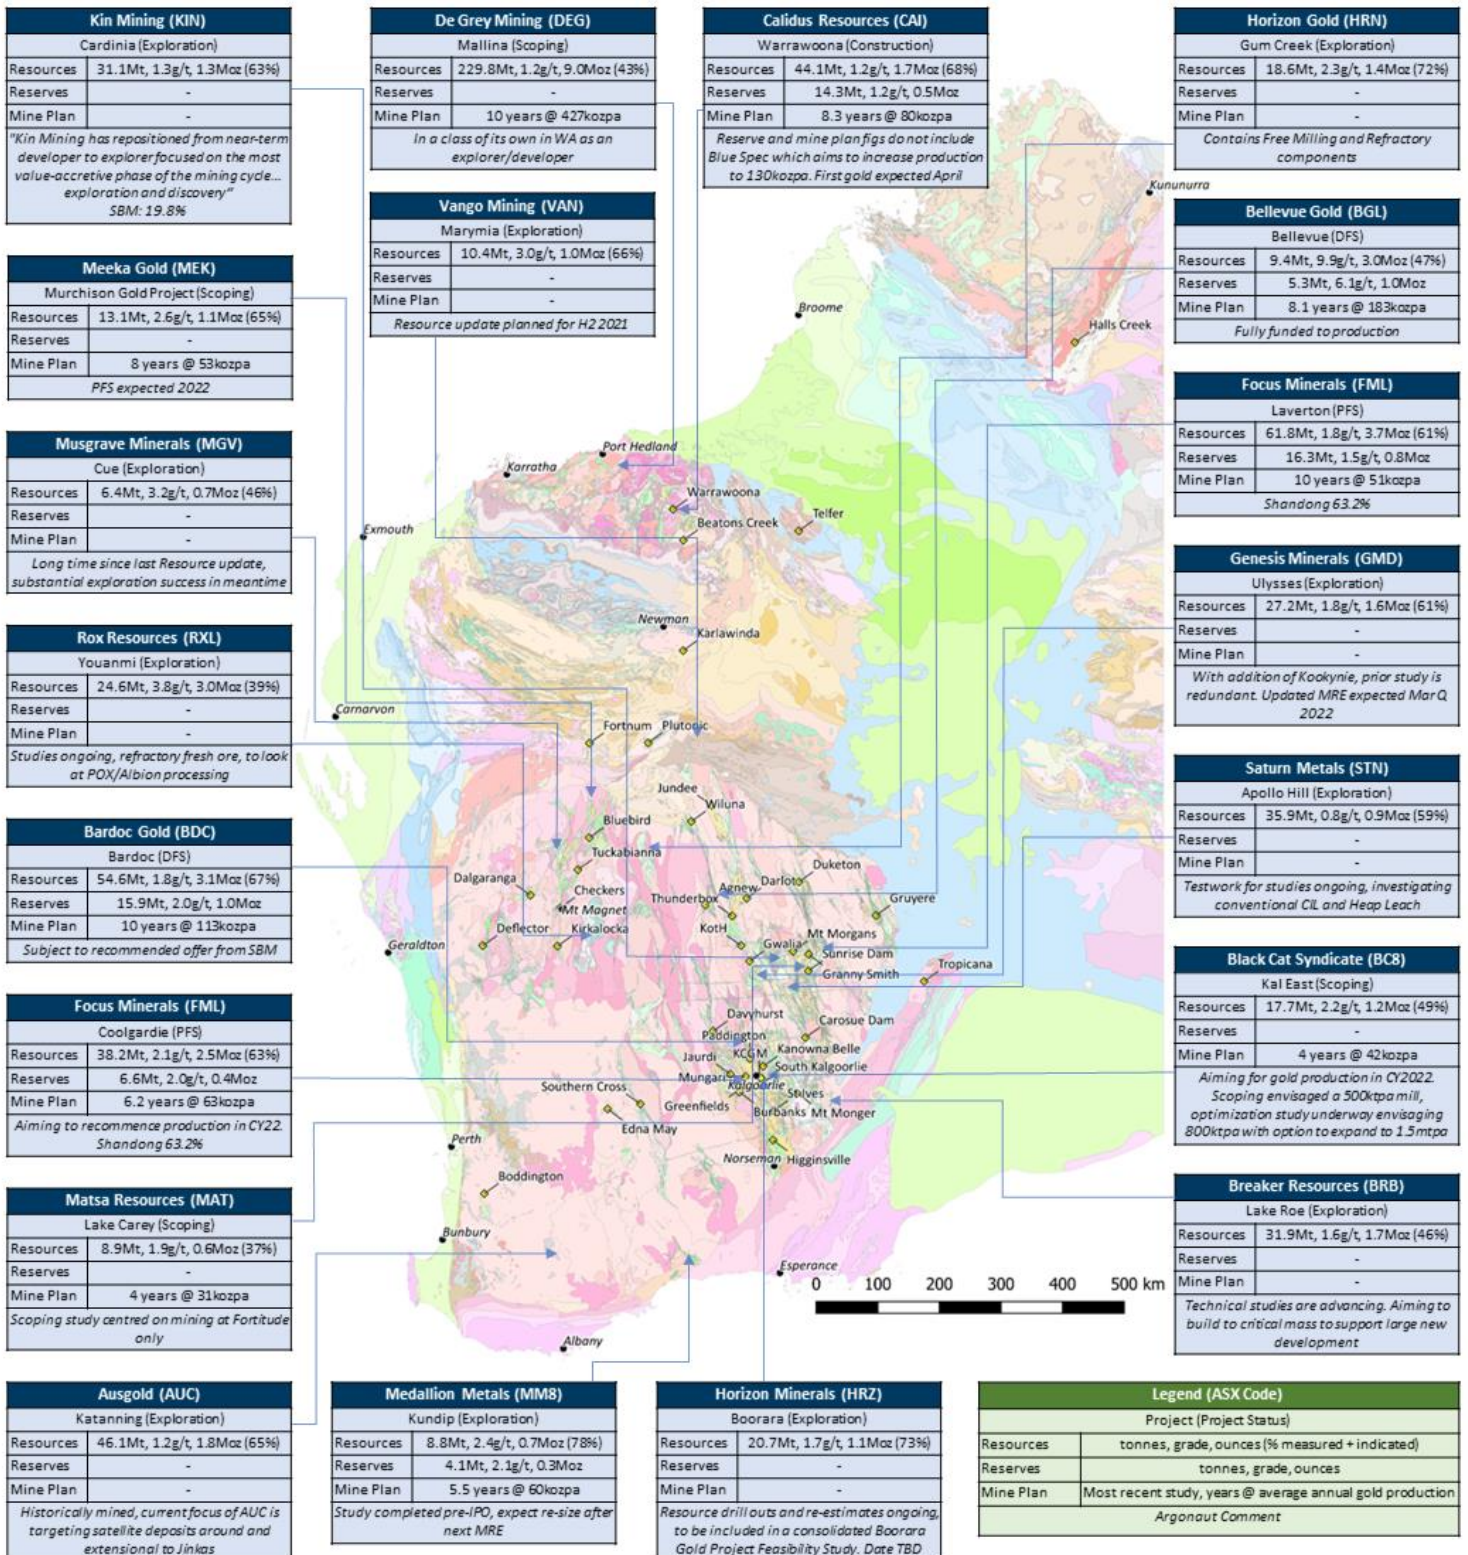 Kin Mining (KIN)
Cardinia (Exploration)
Resources 31.1Mt, 1.3g/t, 1.3Moz (63%)
Reserves -
Mine Plan -
"Kin Mining has repositioned from near-term
developer to explorer focused on the most
value-accretive phase of the mining cycle...
exploration and discovery"
SBM: 19.8%
De Grey Mining (DEG)
Mallina (Scoping)
Resources 229.8Mt, 1.2g/t, 9.0Moz (43%)
Reserves -
Mine Plan 10 years @ 427kozpa
In a class of its own in WA as an
explorer/developer
Calidus Resources (CAI)
Warrawoona (Construction)
Resources 44.1Mt, 1.2g/t, 1.7Moz (68%)
Reserves 14.3Mt, 1.2g/t, 0.5Moz
Mine Plan 8.3 years @ 80kozpa
Reserve and mine plan figs do not include
Blue Spec which aims to increase production
to 130kozpa. First gold expected April
Horizon Gold (HRN)
Gum Creek (Exploration)
Resources 18.6Mt, 2.3g/t, 1.4Moz (72%)
Reserves -
Mine Plan -
Contains Free Milling and Refractory
components
Vango Mining (VAN)
Marymia (Exploration)
Resources 10.4Mt, 3.0g/t, 1.0Moz (66%)
Reserves -
Mine Plan -
Resource update planned for H2 2021
Bellevue Gold (BGL)
Bellevue (DFS)
Resources 9.4Mt, 9.9g/t, 3.0Moz (47%)
Reserves 5.3Mt, 6.1g/t, 1.0Moz
Mine Plan 8.1 years @ 183kozpa
Fully funded to production
Meeka Gold (MEK)
Murchison Gold Project (Scoping)
Resources 13.1Mt, 2.6g/t, 1.1Moz (65%)
Reserves -
Mine Plan 8 years @ 53kozpa
PFS expected 2022
Focus Minerals (FML)
Laverton (PFS)
Resources 61.8Mt, 1.8g/t, 3.7Moz (61%)
Reserves 16.3Mt, 1.5g/t, 0.8Moz
Mine Plan 10 years @ 51kozpa
Shandong 63.2%
Musgrave Minerals (MGV)
Cue (Exploration)
Resources 6.4Mt, 3.2g/t, 0.7Moz (46%)
Reserves -
Mine Plan -
Long time since last Resource update,
substantial exploration success in meantime
Genesis Minerals (GMD)
Ulysses (Exploration)
Resources 27.2Mt, 1.8g/t, 1.6Moz (61%)
Reserves -
Mine Plan -
With addition of Kookynie, prior study is
redundant. Updated MRE expected Mar Q
2022
Rox Resources (RXL)
Youanmi (Exploration)
Resources 24.6Mt, 3.8g/t, 3.0Moz (39%)
Reserves -
Mine Plan -
Studies ongoing, refractory fresh ore, to look
at POX/Albion processing
Saturn Metals (STN)
Apollo Hill (Exploration)
Resources 35.9Mt, 0.8g/t, 0.9Moz (59%)
Reserves -
Mine Plan -
Testwork for studies ongoing, investigating
conventional CIL and Heap Leach
Bardoc Gold (BDC)
Bardoc (DFS)
Resources 54.6Mt, 1.8g/t, 3.1Moz (67%)
Reserves 15.9Mt, 2.0g/t, 1.0Moz
Mine Plan 10 years @ 113kozpa
Subject to recommended offer from SBM
Black Cat Syndicate (BC8)
Kal East (Scoping)
Resources 17.7Mt, 2.2g/t, 1.2Moz (49%)
Reserves -
Mine Plan 4 years @ 42kozpa
Aiming for gold production in CY2022.
Scoping envisaged a 500ktpa mill,
optimization study underway envisaging
800ktpa with option to expand to 1.5mtpa
Focus Minerals (FML)
Coolgardie (PFS)
Resources 38.2Mt, 2.1g/t, 2.5Moz (63%)
Reserves 6.6Mt, 2.0g/t, 0.4Moz
Mine Plan 6.2 years @ 63kozpa
Aiming to recommence production in CY22.
Shandong 63.2%
Breaker Resources (BRB)
Lake Roe (Exploration)
Resources 31.9Mt, 1.6g/t, 1.7Moz (46%)
Reserves -
Mine Plan -
Technical studies are advancing. Aiming to
build to critical mass to support large new
development
Matsa Resources (MAT)
Lake Carey (Scoping)
Resources 8.9Mt, 1.9g/t, 0.6Moz (37%)
Reserves -
Mine Plan 4 years @ 31kozpa
Scoping study centred on mining at Fortitude
only
Ausgold (AUC)
Katanning (Exploration)
Resources 46.1Mt, 1.2g/t, 1.8Moz (65%)
Reserves -
Mine Plan -
Historically mined, current focus of AUC is
targeting satellite deposits around and
extensional to Jinkas
Medallion Metals (MM8)
Kundip (Exploration)
Resources 8.8Mt, 2.4g/t, 0.7Moz (78%)
Reserves 4.1Mt, 2.1g/t, 0.3Moz
Mine Plan 5.5 years @ 60kozpa
Study completed pre-IPO, expect re-size after
next MRE
Horizon Minerals (HRZ)
Boorara (Exploration)
Resources 20.7Mt, 1.7g/t, 1.1Moz (73%)
Reserves -
Mine Plan -
Resource drill outs and re-estimates ongoing,
to be included in a consolidated Boorara
Gold Project Feasibility Study. Date TBD
Legend (ASX Code)
Project (Project Status)
Resources tonnes, grade, ounces (% measured + indicated)
Reserves tonnes, grade, ounces
Mine Plan Most recent study, years @ average annual gold production
Argonaut Comment
Kununurra
Broome
Halls Creek
Port Hedland
Karratha
Warrawoona
Telfer
Beatons Creek
Exmouth
Newman
Karlawinda
Carnarvon
Fortnum
Plutonic
Jundee
Wiluna
Bluebird
Tuckabianna
Duketon
Dalgaranga
Checkers
Darlot
Agnew
Thunderbox
Gruyere
Mt Magnet
Deflector
Kirkalocka
KotH
Mt Morgans
Gwalia
Sunrise Dam
Geraldton
Granny Smith
Tropicana
Davyhurst
Carosue Dam
Paddington
Jaurdi
KCGM
Kanowna Belle
South Kalgoorlie
Mungari
Kalgoorlie
Southern Cross
Greenfields
St Ives
Burbanks
Mt Monger
Edna May
Perth
Norseman
Higginsville
Boddington
Bunbury
Esperance
0 100 200 300 400 500 km
Albany